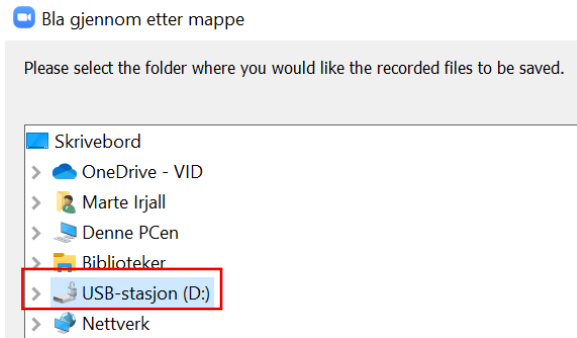 Bla gjennom etter mappe
Please select the folder where you would like the recorded files to be saved.
Skrivebord
OneDrive - VID
Marte Irjall
Denne PCen
Biblioteker
USB-stasjon (D:)
Nettverk